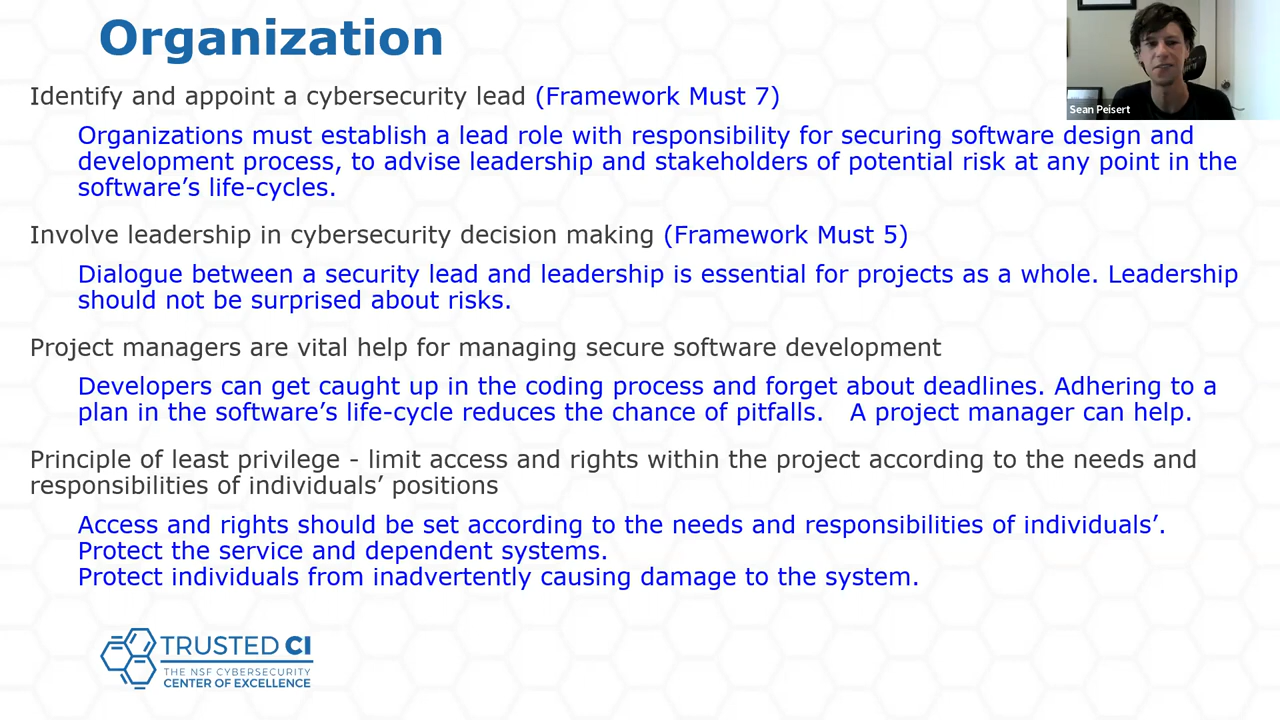 Organization
Sean Peisert
Identify and appoint a cybersecurity lead (Framework Must 7)
Organizations must establish a lead role with responsibility for securing software design and
development process, to advise leadership and stakeholders of potential risk at any point in the
software’s life-cycles.
Involve leadership in cybersecurity decision making (Framework Must 5)
Dialogue between a security lead and leadership is essential for projects as a whole. Leadership
should not be surprised about risks.
Project managers are vital help for managing secure software development
Developers can get caught up in the coding process and forget about deadlines. Adhering to a
plan in the software’s life-cycle reduces the chance of pitfalls.   A project manager can help.
Principle of least privilege - limit access and rights within the project according to the needs and
responsibilities of individuals’ positions
Access and rights should be set according to the needs and responsibilities of individuals’.
Protect the service and dependent systems.
Protect individuals from inadvertently causing damage to the system.
TRUSTED CI
THE NSF CYBERSECURITY
CENTER OF EXCELLENCE